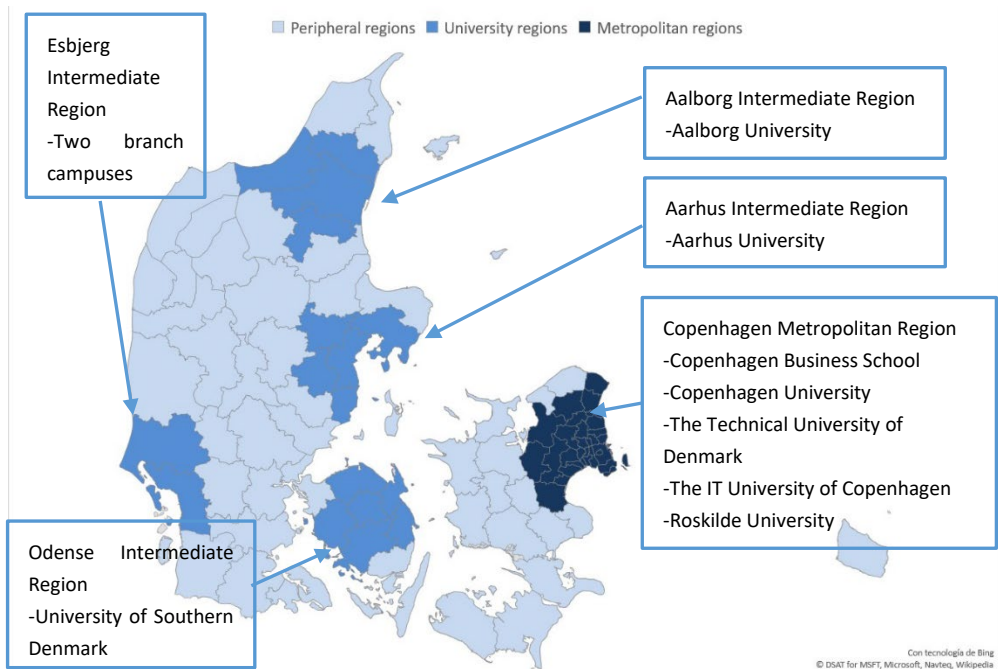 Peripheral regions University regions Metropolitan regions
Esbjerg
Intermediate
Region
-Two branch
campuses
Aalborg Intermediate Region
-Aalborg University
Aarhus Intermediate Region
-Aarhus University
Copenhagen Metropolitan Region
-Copenhagen Business School
-Copenhagen University
-The Technical University of
Denmark
-The IT University of Copenhagen
-Roskilde University
Odense Intermediate
Region
-University of Southern
Denmark
Con tecnología de Bing
© DSAT for MSFT, Microsoft, Navteq, Wikipedia